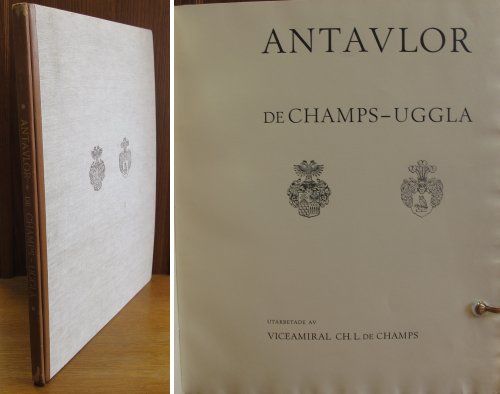 * ANTAVLOR * DE CHAMPS-UGGLA *
ANTAVLOR
DE CHAMPS–UGGLA
UTARBETADE AV
VICEAMIRAL CH. L. DE CHAMPS